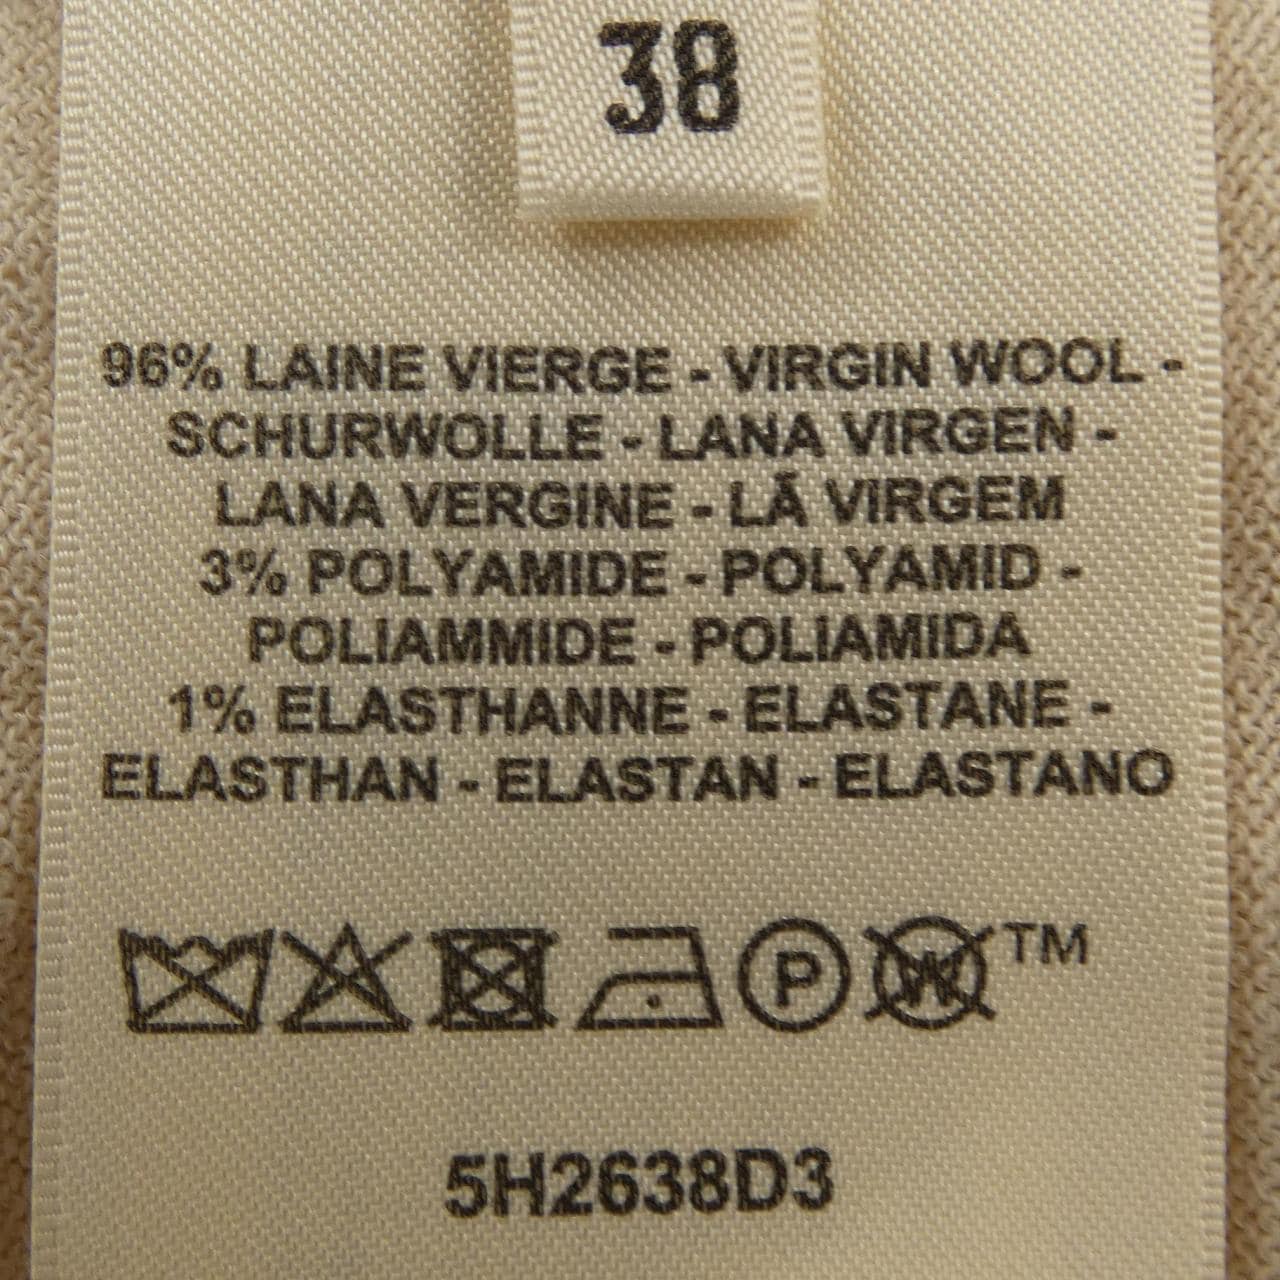 38
96% LAINE VIERGE - VIRGIN WOOL -
SCHURWOLLE - LANA VIRGEN -
LANA VERGINE - LÃ VIRGEM
3% POLYAMIDE - POLYAMID -
POLIAMMIDE - POLIAMIDA
1% ELASTHANNE - ELASTANE -
ELASTHAN - ELASTAN - ELASTANO
P W TM
5H2638D3